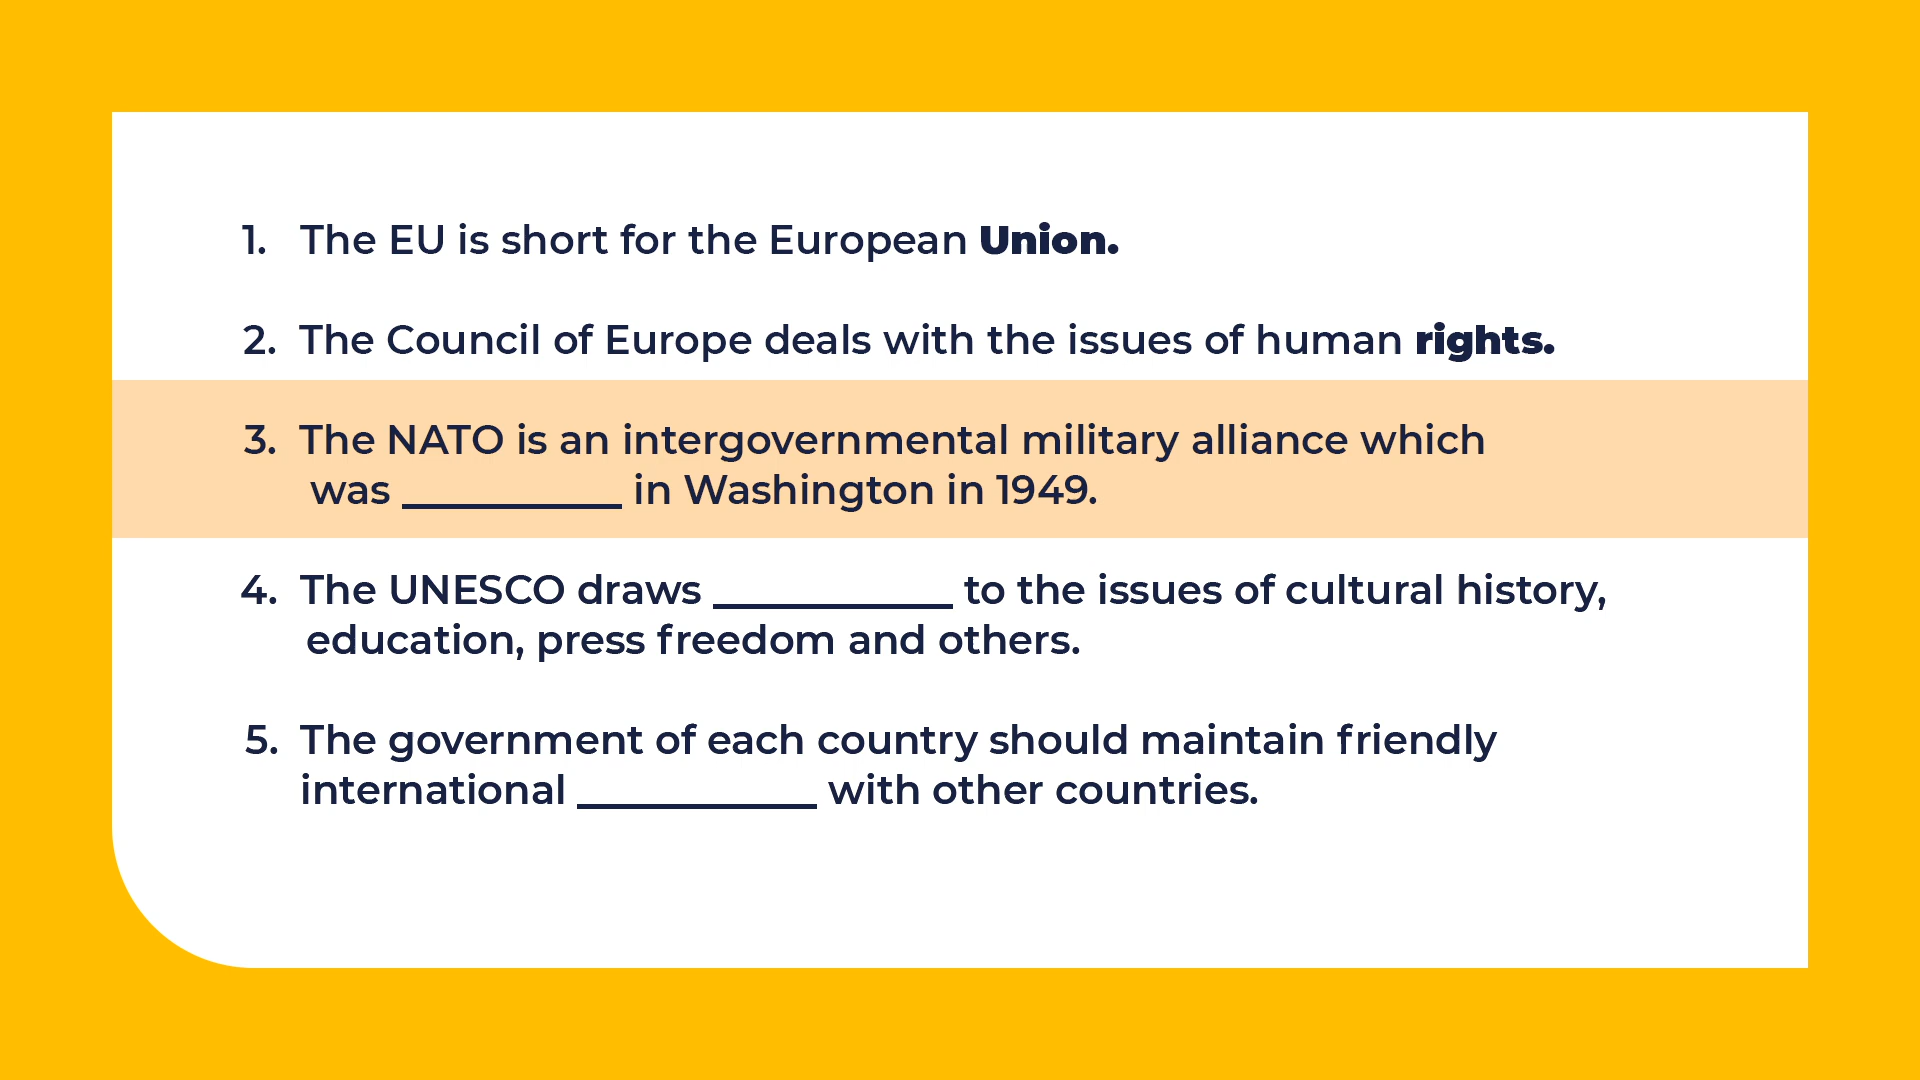 1. The EU is short for the European Union.
2. The Council of Europe deals with the issues of human rights.
3. The NATO is an intergovernmental military alliance which
was __________ in Washington in 1949.
4. The UNESCO draws ___________ to the issues of cultural history,
education, press freedom and others.
5. The government of each country should maintain friendly
international ___________ with other countries.